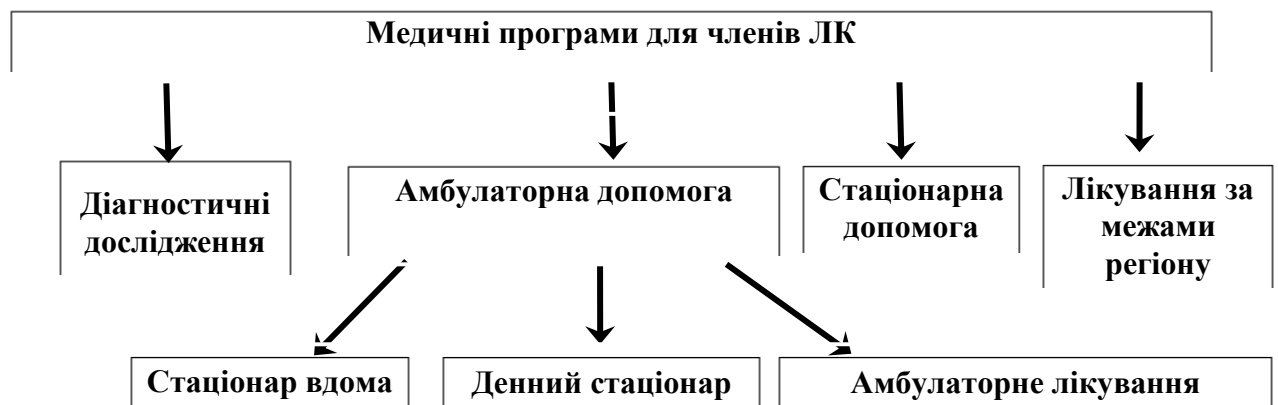 Медичні програми для членів ЛК
Діагностичні
дослідження
Амбулаторна допомога
Стаціонарна
допомога
Лікування за
межами
регіону
Стаціонар вдома
Денний стаціонар
Амбулаторне лікування